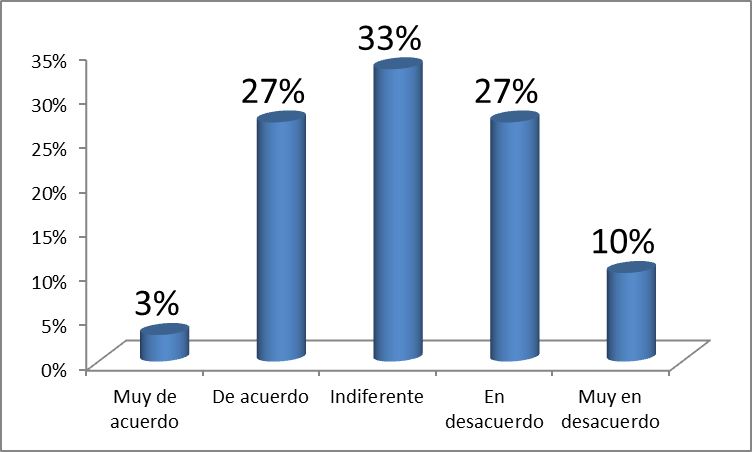 33%
35%
27%
27%
30%
25%
20%
15%
10%
10%
3%
5%
0%
Muy de acuerdo
De acuerdo
Indiferente
En desacuerdo
Muy en desacuerdo